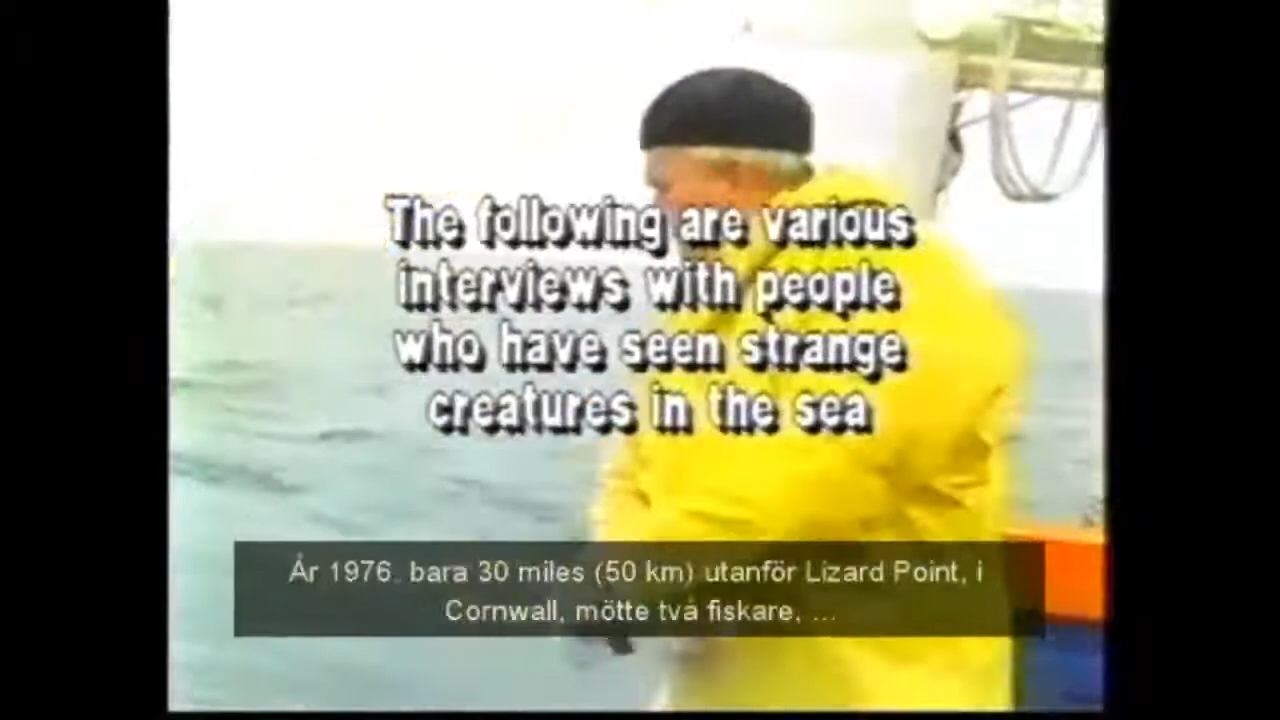 The following are various
interviews with people
who have seen strange
creatures in the sea
År 1976. bara 30 miles (50 km) utanför Lizard Point, i
Cornwall, mötte två fiskare, ...